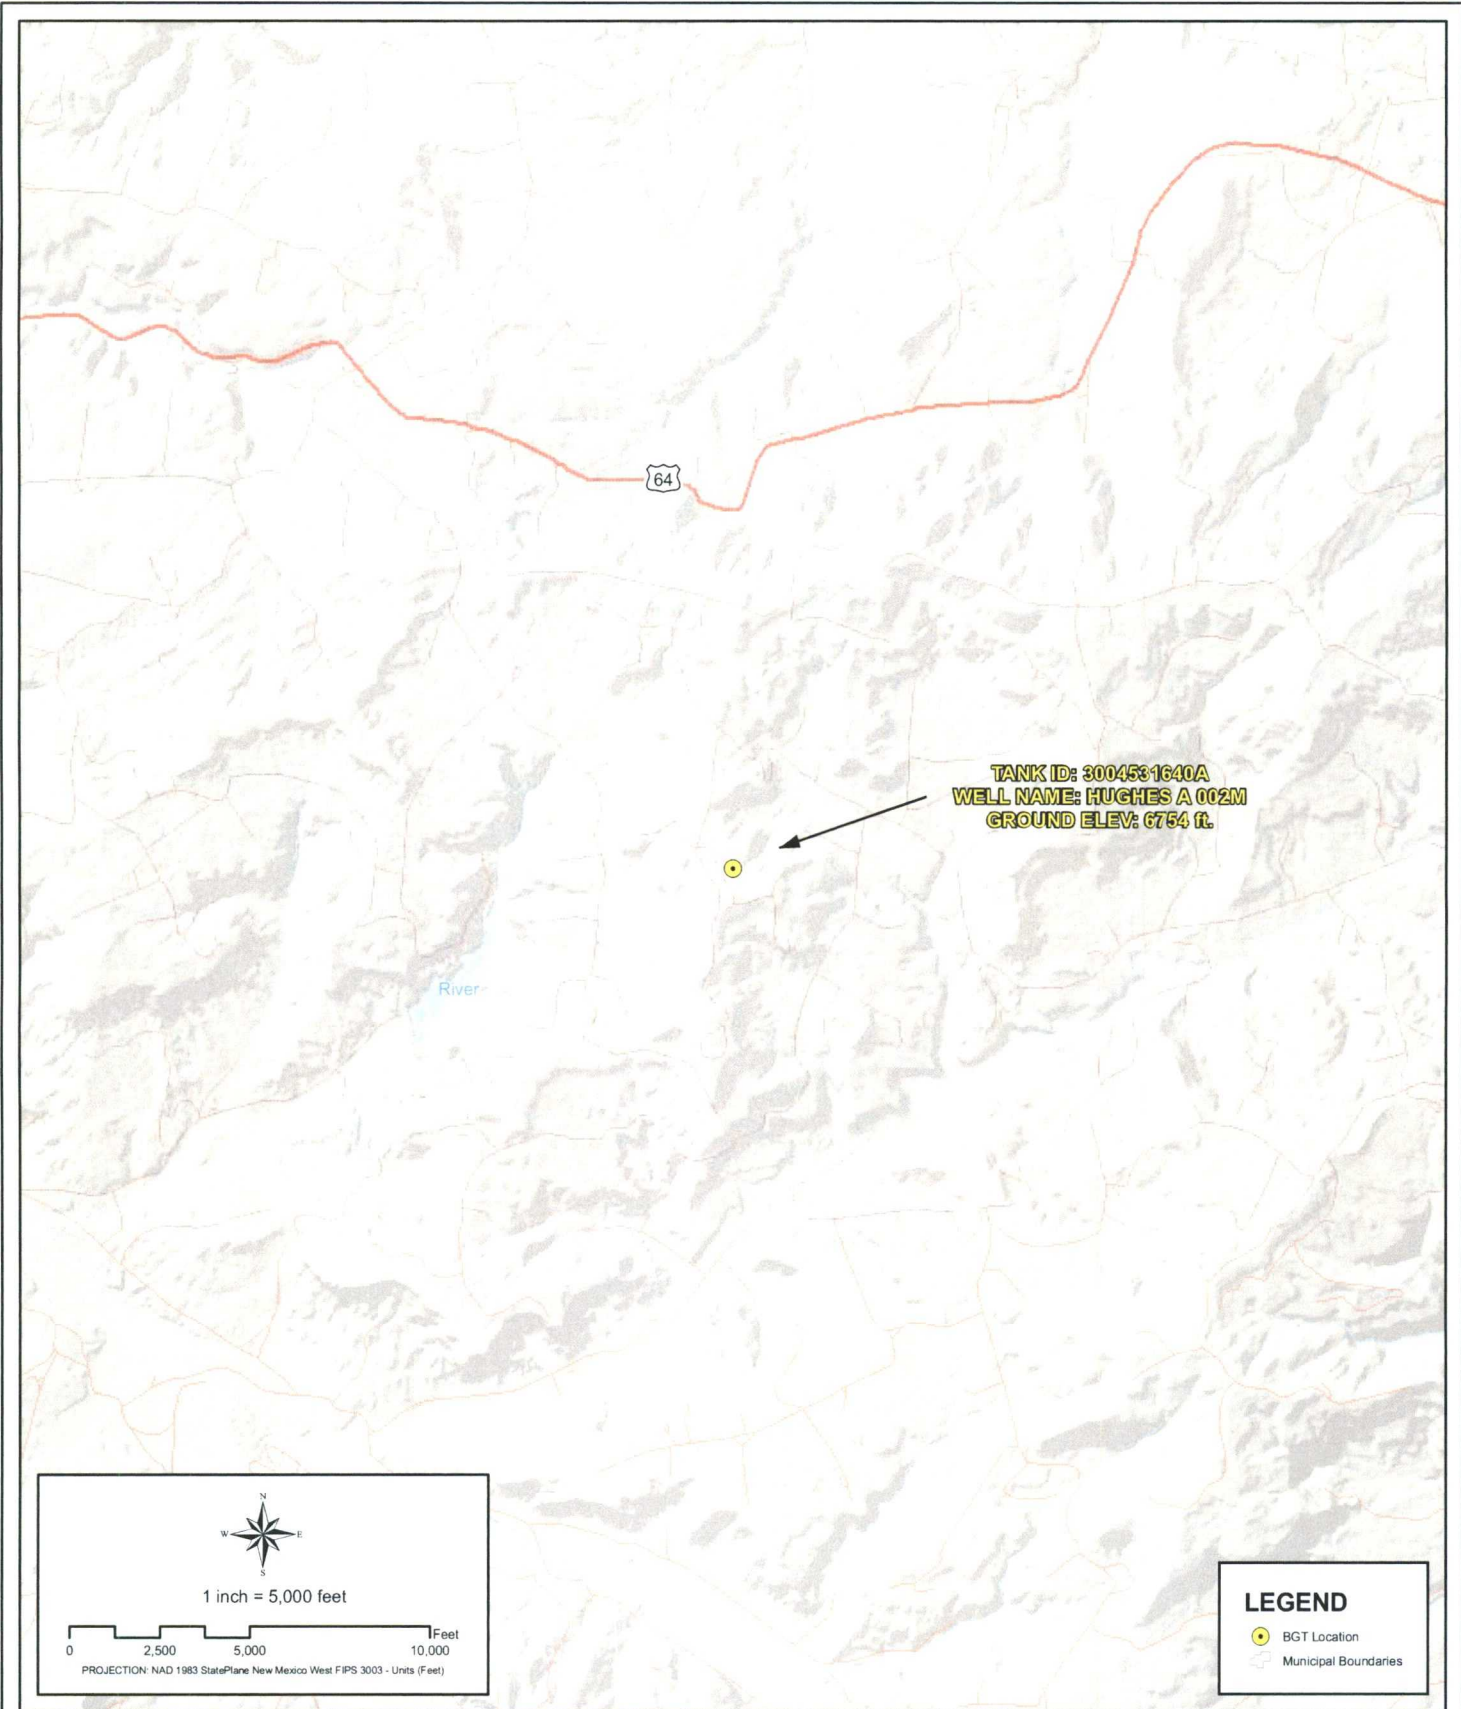 64
TANK ID: 3004531640A
WELL NAME: HUGHES A 002M
GROUND ELEV: 6754 ft.
River
N
W E
S
1 inch = 5,000 feet
Feet
0 2,500 5,000 10,000
PROJECTION: NAD 1983 StatePlane New Mexico West FIPS 3003 - Units (Feet)
LEGEND
BGT Location
Municipal Boundaries